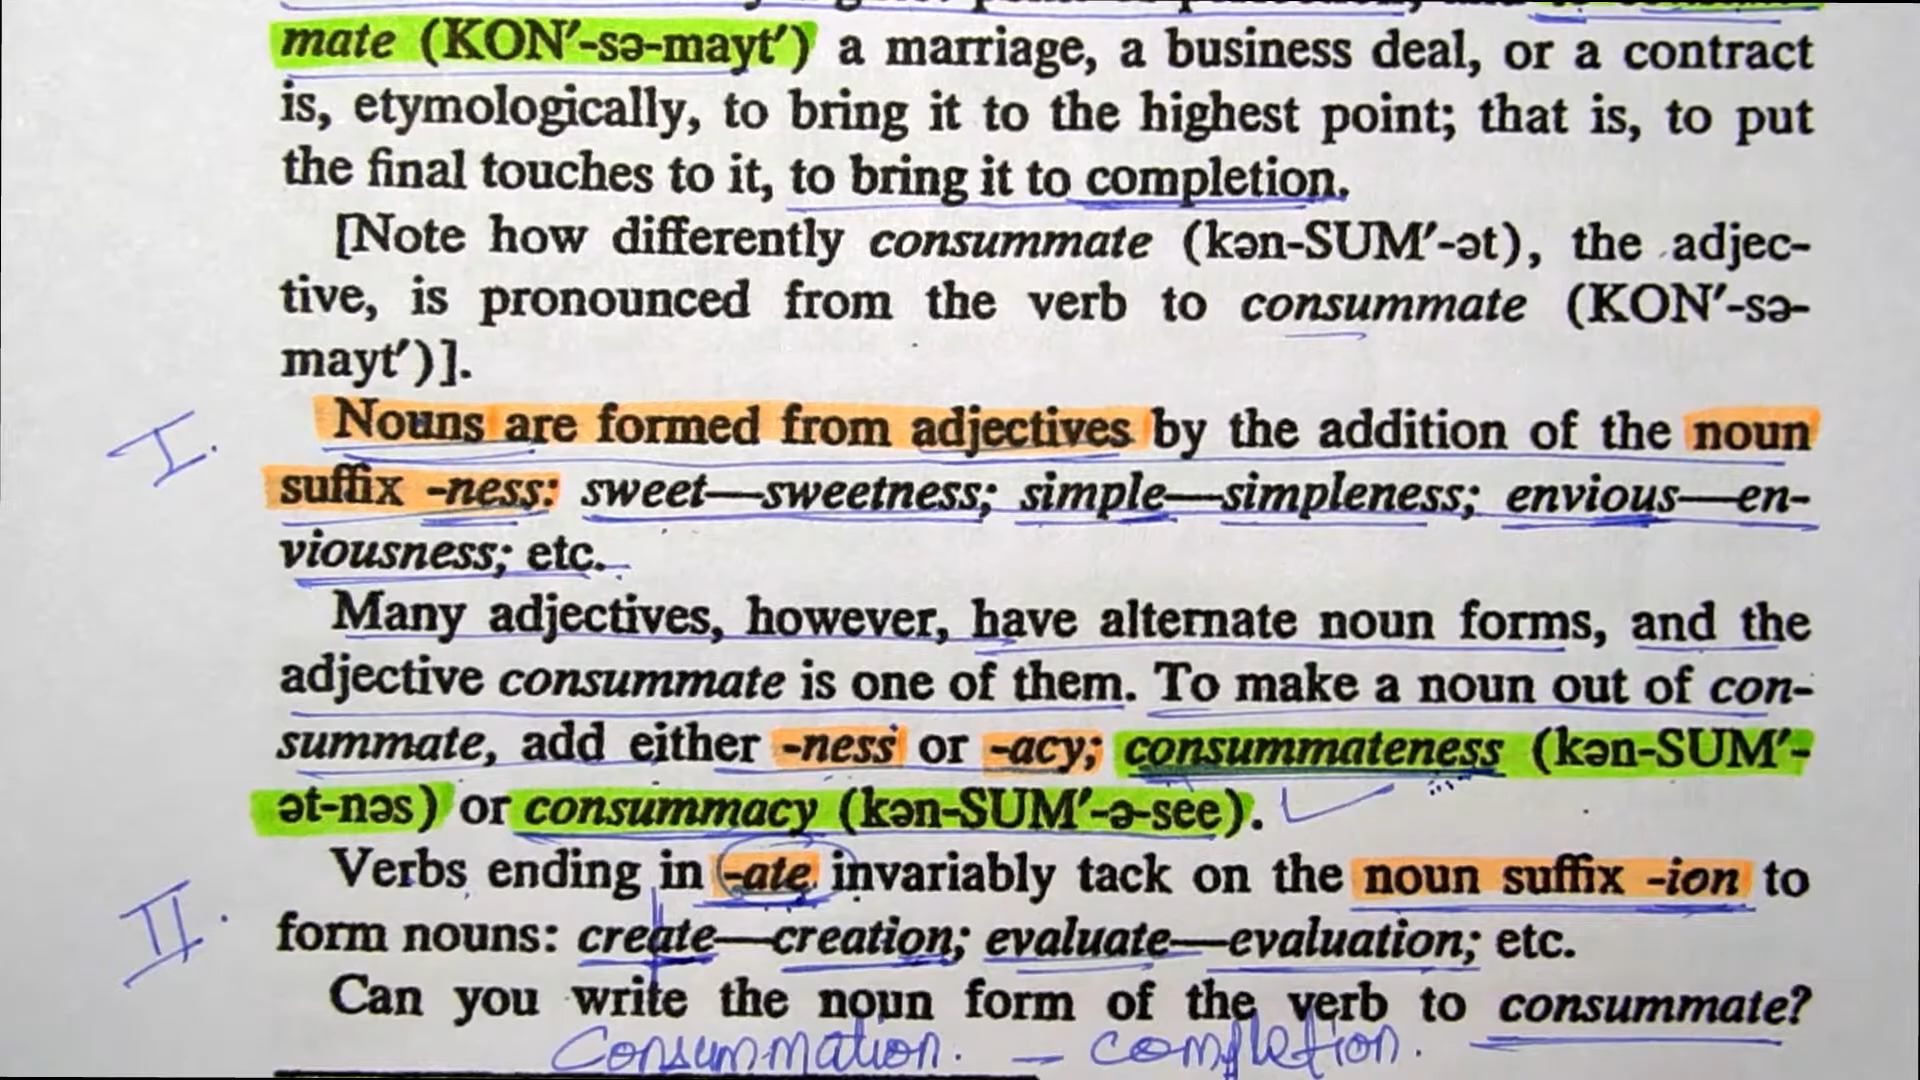 mate (KON′-sə-mayt′) a marriage, a business deal, or a contract
is, etymologically, to bring it to the highest point; that is, to put
the final touches to it, to bring it to completion.
[Note how differently consummate (kən-SUM′-ət), the adjec-
tive, is pronounced from the verb to consummate (KON′-sə-
mayt′)].
I.
Nouns are formed from adjectives by the addition of the noun
suffix -ness: sweet—sweetness; simple—simpleness; envious—en-
viousness; etc.
Many adjectives, however, have alternate noun forms, and the
adjective consummate is one of them. To make a noun out of con-
summate, add either -ness or -acy; consummateness (kən-SUM′-
ət-nəs) or consummacy (kən-SUM′-ə-see).
Verbs ending in -ate invariably tack on the noun suffix -ion to
II.
form nouns: create—creation; evaluate—evaluation; etc.
Can you write the noun form of the verb to consummate?
Consummation. — completion.